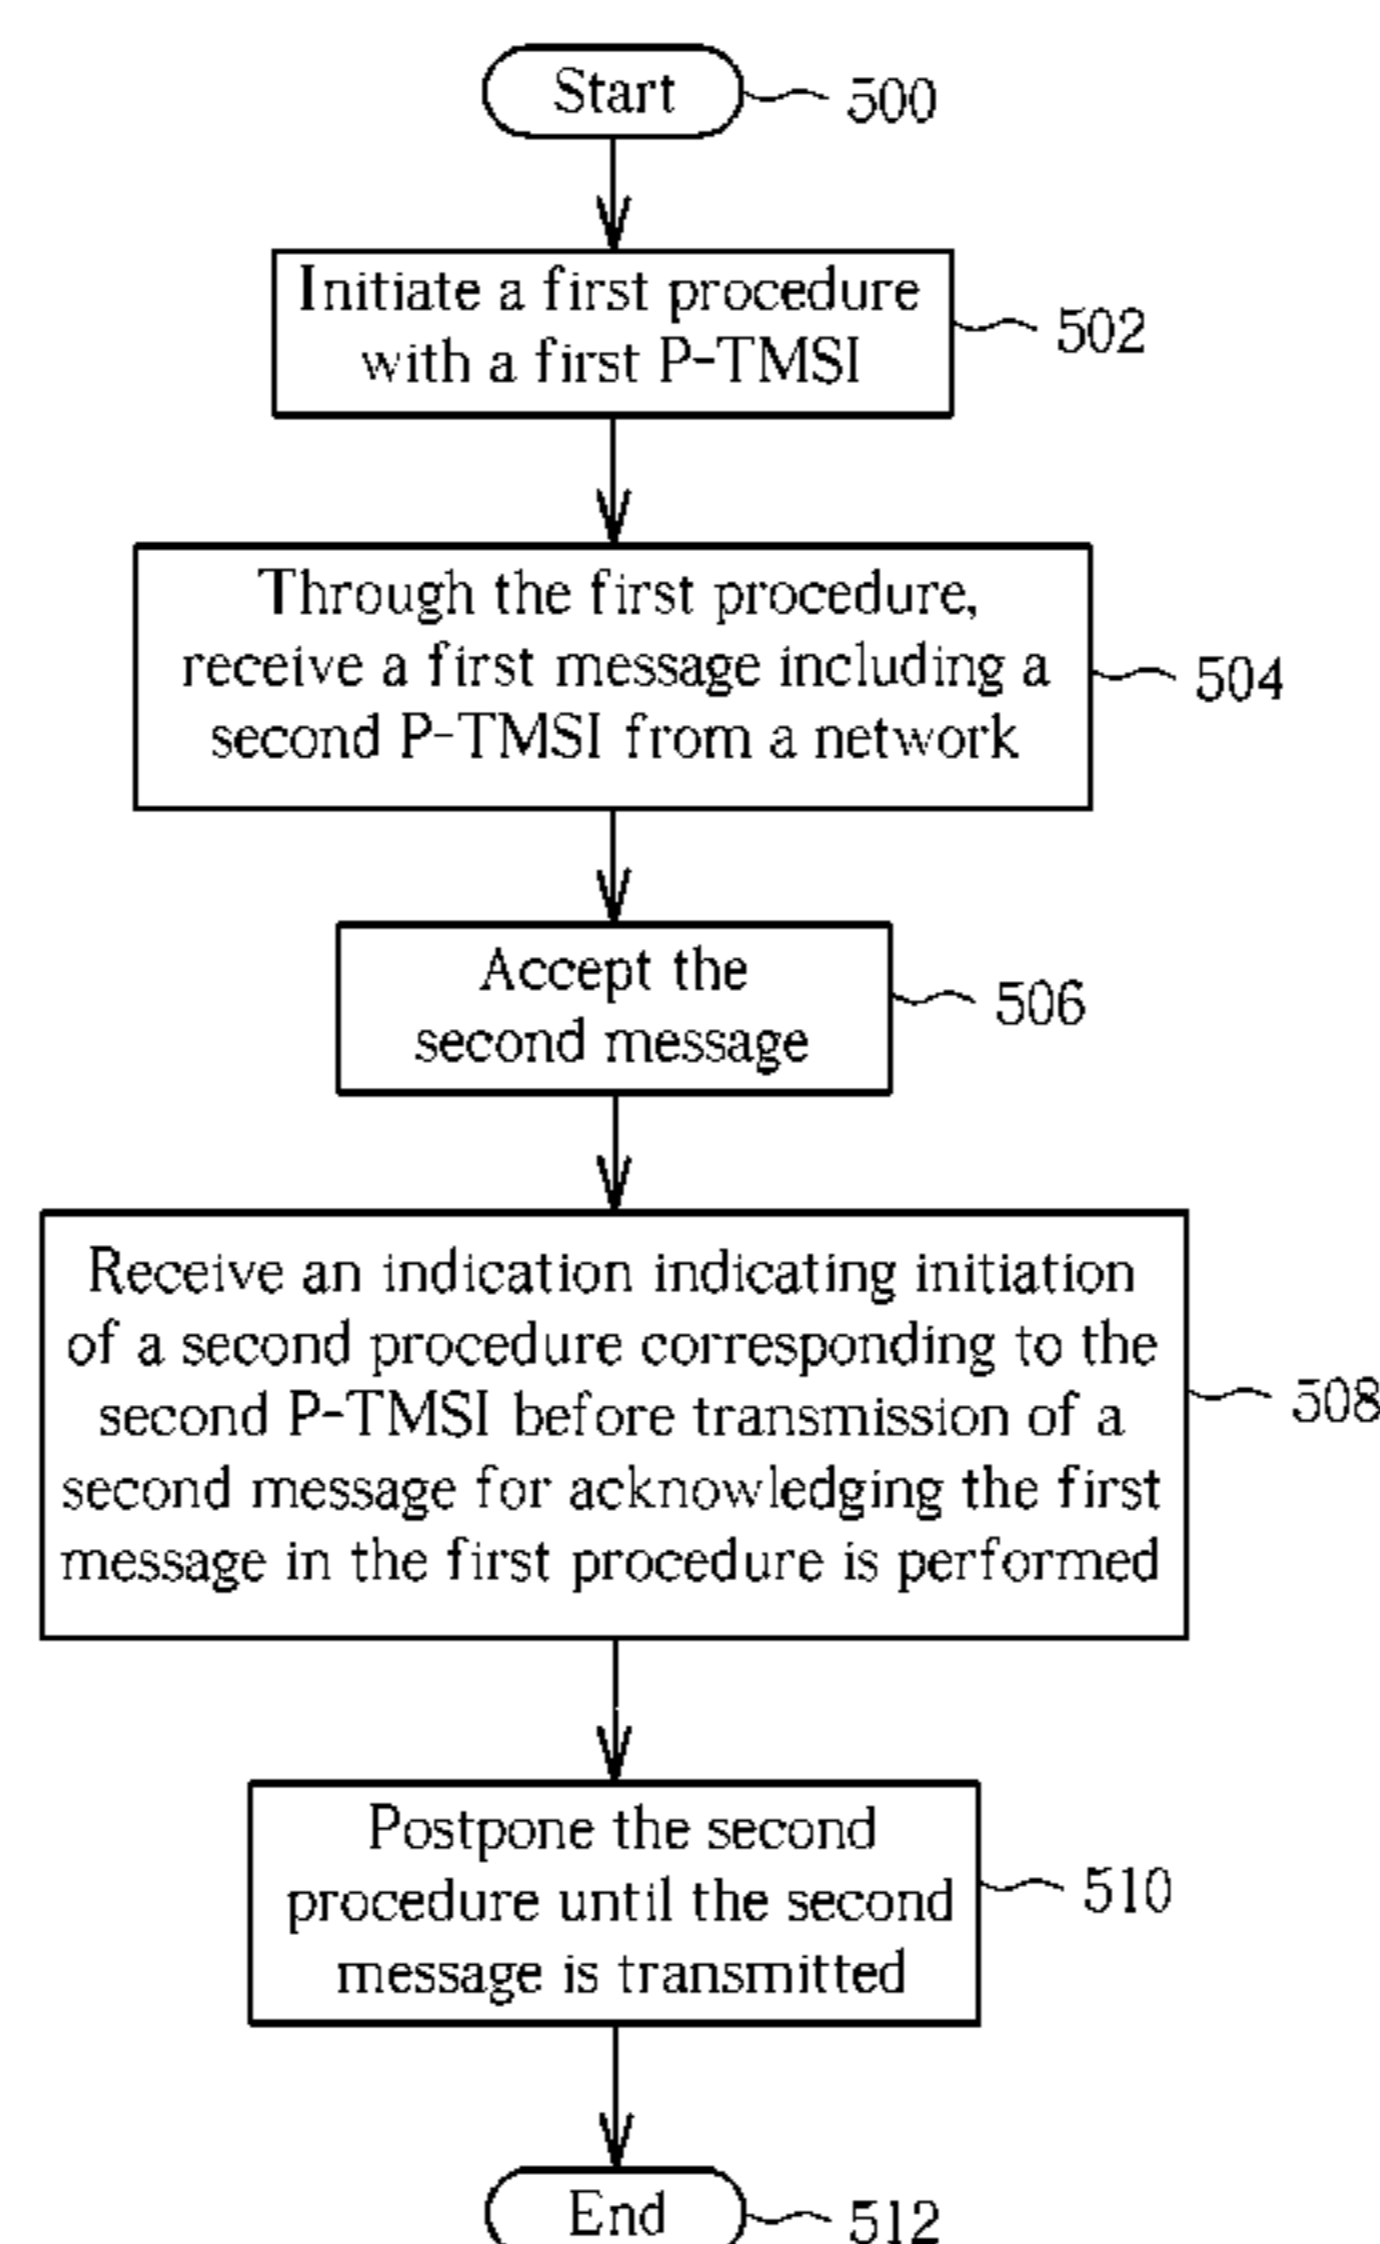 Start
500
Initiate a first procedure
with a first P-TMSI
502
Through the first procedure,
receive a first message including a
second P-TMSI from a network
504
Accept the
second message
506
Receive an indication indicating initiation
of a second procedure corresponding to the
second P-TMSI before transmission of a
second message for acknowledging the first
message in the first procedure is performed
508
Postpone the second
procedure until the second
message is transmitted
510
End
512